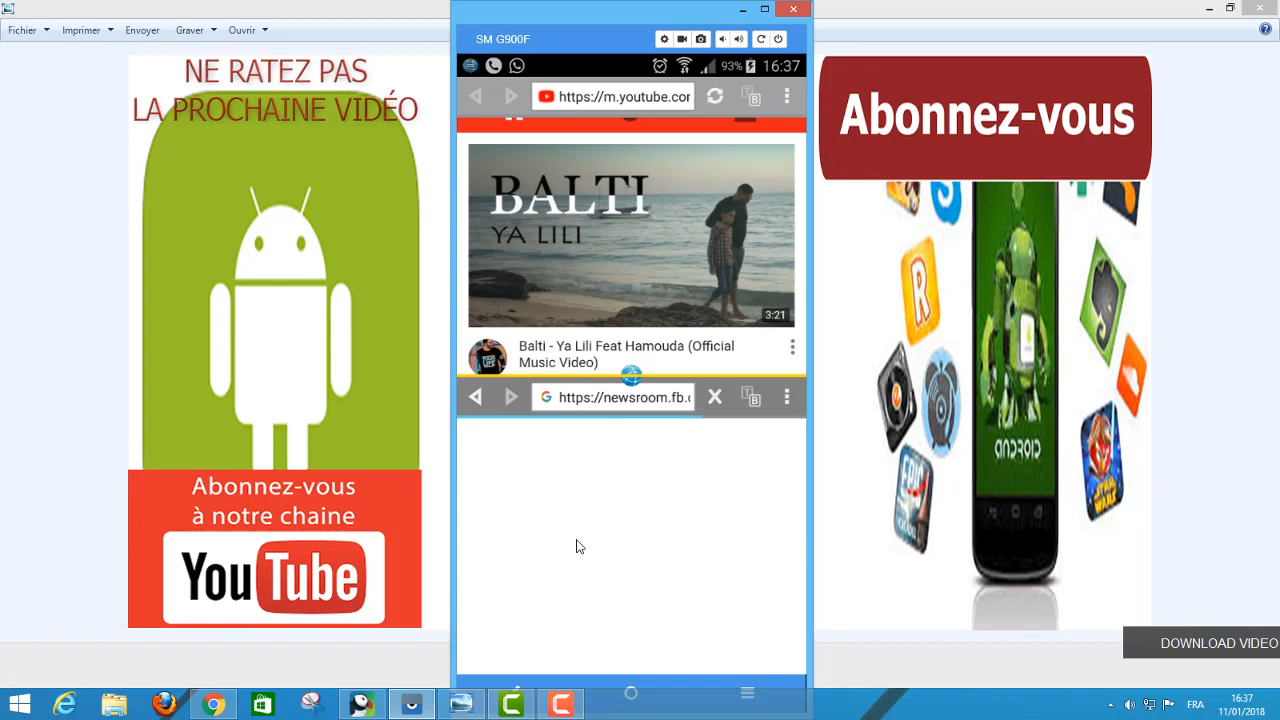 Fichier
Imprimer
Envoyer
Graver
Ouvrir
NE RATEZ PAS
LA PROCHAINE VIDÉO
Abonnez-vous
à notre chaine
YouTube
SM G900F
93%
16:37
https://m.youtube.cor
BALTI
YA LILI
3:21
Balti - Ya Lili Feat Hamouda (Official
Music Video)
https://newsroom.fb.c
Abonnez-vous
ANDROID
DOWNLOAD VIDEO
FRA
16:37
11/01/2018